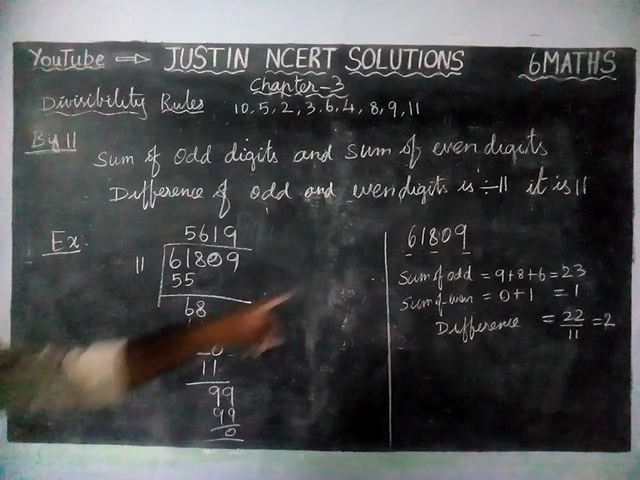 YouTube ⇒ JUSTIN NCERT SOLUTIONS 6MATHS
Chapter-3
Divisibility Rules 10, 5, 2, 3, 6, 4, 8, 9, 11
By 11
Sum of odd digits and sum of even digits
Difference of odd and even digits is ÷ 11 it is 11
Ex.
5619
11 61809
55
68
0
11
99
99
0
61809
Sum of odd = 9+8+6 = 23
Sum of even = 0+1 = 1
Difference = 22/11 = 2